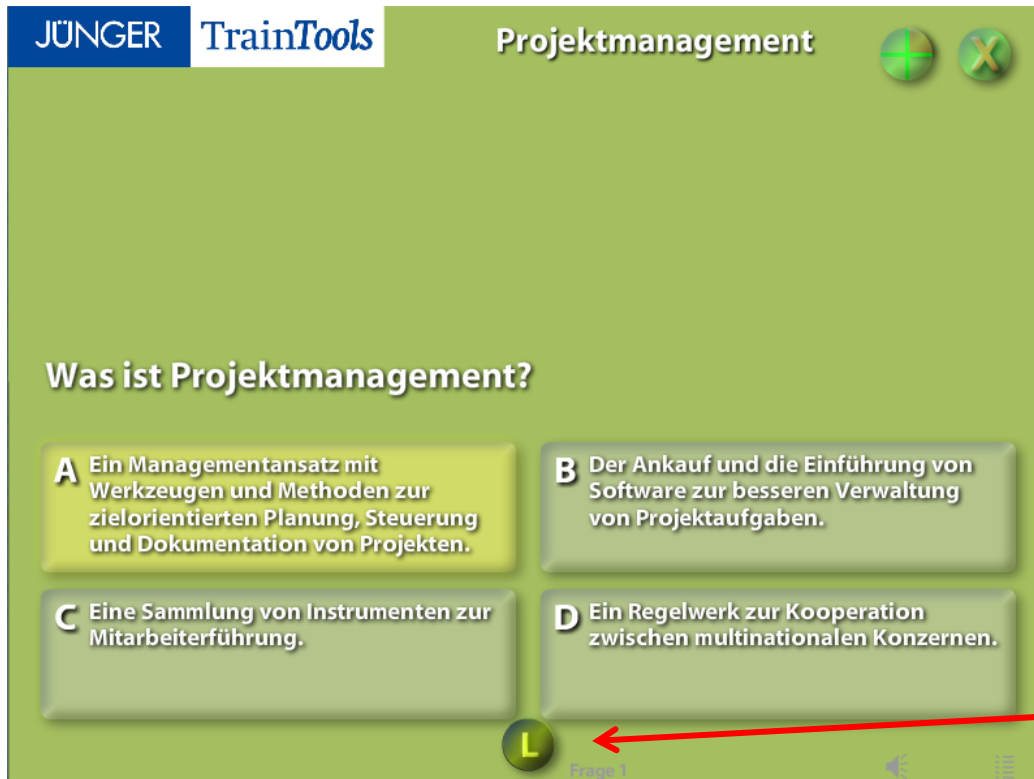 JÜNGER TrainTools Projektmanagement X
Was ist Projektmanagement?
A Ein Managementansatz mit
Werkzeugen und Methoden zur
zielorientierten Planung, Steuerung
und Dokumentation von Projekten.
B Der Ankauf und die Einführung von
Software zur besseren Verwaltung
von Projektaufgaben.
C Eine Sammlung von Instrumenten zur
Mitarbeiterführung.
D Ein Regelwerk zur Kooperation
zwischen multinationalen Konzernen.
L
Frage 1